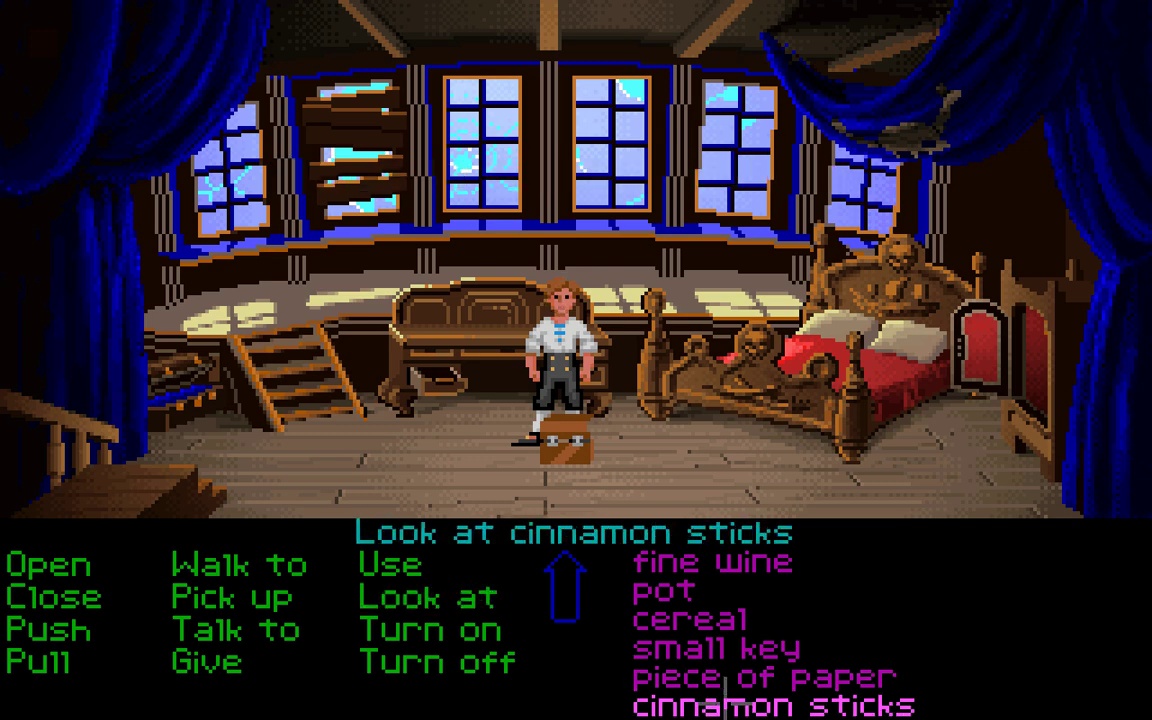 Look at cinnamon sticks
Open Walk to Use
Close Pick up Look at
Push Talk to Turn on
Pull Give Turn off
fine wine
pot
cereal
small key
piece of paper
cinnamon sticks